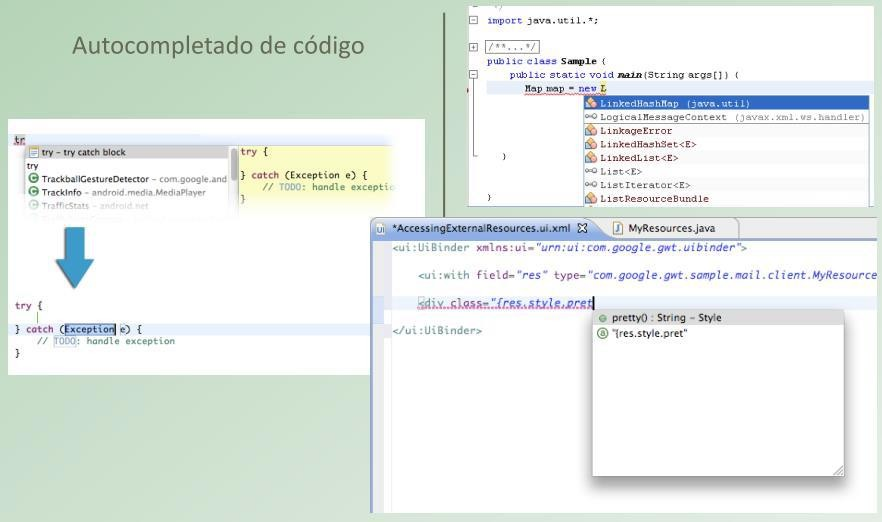 Autocompletado de código
import java.util.*;
/**...*/
public class Sample {
public static void main(String args[]) {
Map map = new L
LinkedHashMap (java.util)
LogicalMessageContext (javax.xml.ws.handler)
LinkageError
LinkedHashSet<E>
LinkedList<E>
List<E>
ListIterator<E>
ListResourceBundle
}
}
tr
try - try catch block
try
TrackballGestureDetector - com.google.and
TrackInfo - android.media.MediaPlayer
TrafficStats - android.net
try {
} catch (Exception e) {
// TODO: handle exceptio
}
try {
} catch (Exception e) {
// TODO: handle exception
}
*AccessingExternalResources.ui.xml
MyResources.java
<ui:UiBinder xmlns:ui="urn:ui:com.google.gwt.uibinder">
<ui:with field="res" type="com.google.gwt.sample.mail.client.MyResource
<div class="{res.style.pret
</ui:UiBinder>
pretty() : String - Style
"{res.style.pret"